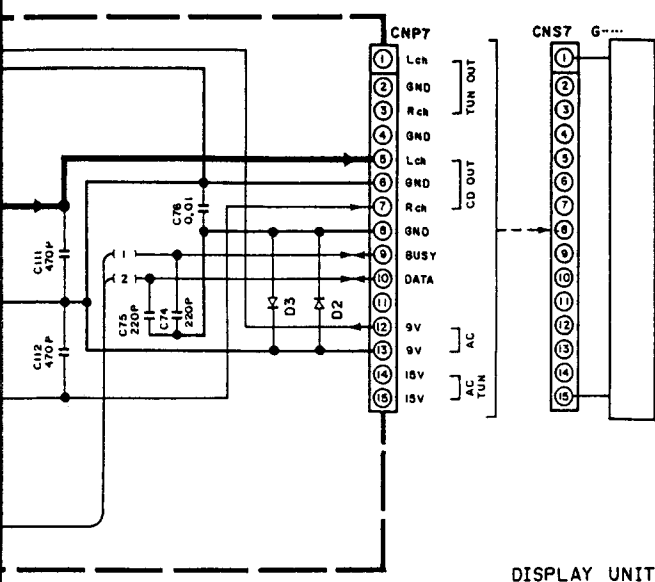 CNP7
CNS7 G----
1 Lch
2 GND
3 Rch
TUN OUT
4 GND
5 Lch
6 GND
7 Rch
CD OUT
8 GND
9 BUSY
10 DATA
11
12 9V
13 9V
AC
14 15V
15 15V
AC TUN
1
2
3
4
5
6
7
8
9
10
11
12
13
14
15
C76
0.01
C111
470P
1
2
C75
220P
C74
220P
D3
D2
C112
470P
DISPLAY UNIT